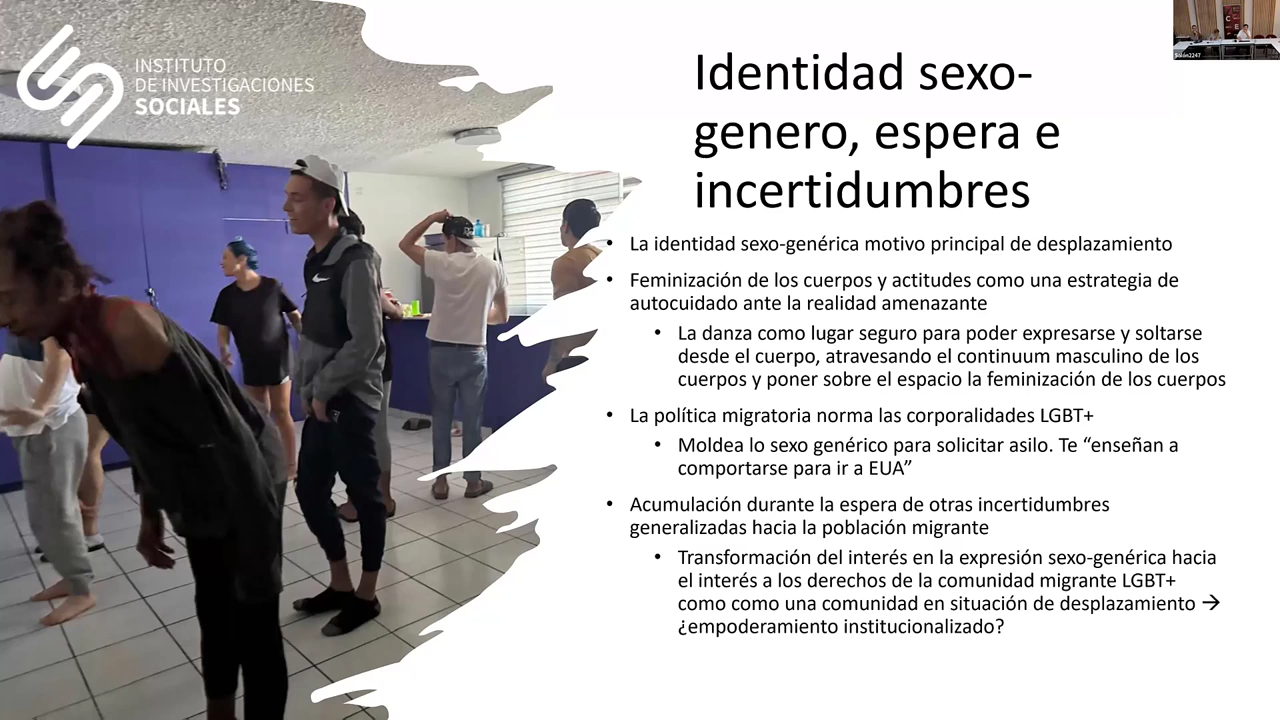 INSTITUTO
DE INVESTIGACIONES
SOCIALES
Identidad sexo-
genero, espera e
incertidumbres
• La identidad sexo-genérica motivo principal de desplazamiento
• Feminización de los cuerpos y actitudes como una estrategia de
autocuidado ante la realidad amenazante
• La danza como lugar seguro para poder expresarse y soltarse
desde el cuerpo, atravesando el continuum masculino de los
cuerpos y poner sobre el espacio la feminización de los cuerpos
• La política migratoria norma las corporalidades LGBT+
• Moldea lo sexo genérico para solicitar asilo. Te “enseñan a
comportarse para ir a EUA”
• Acumulación durante la espera de otras incertidumbres
generalizadas hacia la población migrante
• Transformación del interés en la expresión sexo-genérica hacia
el interés a los derechos de la comunidad migrante LGBT+
como como una comunidad en situación de desplazamiento →
¿empoderamiento institucionalizado?